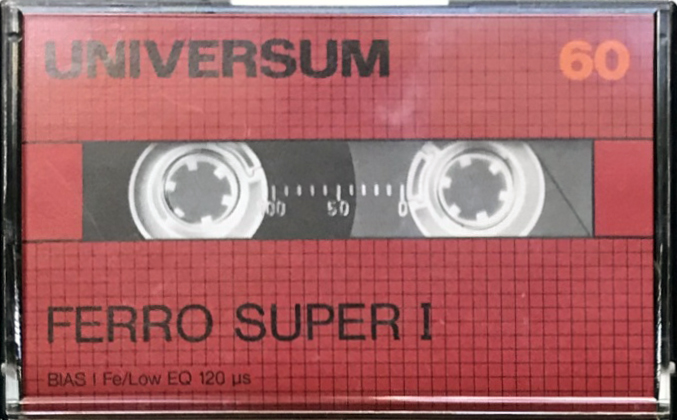 UNIVERSUM 60
100 50 0
FERRO SUPER I
BIAS I Fe/Low EQ 120 µs